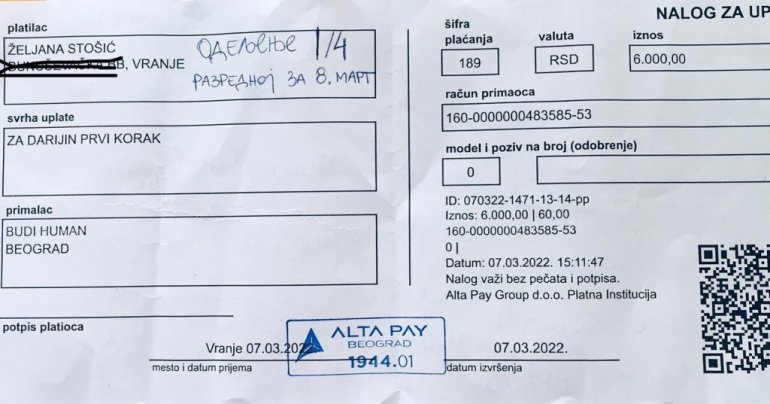 platilac
ŽELJANA STOŠIĆ
BB, VRANJE
ОДЕЉЕЊЕ 1/4
РАЗРЕДНОЈ ЗА 8. МАРТ
svrha uplate
ZA DARIJIN PRVI KORAK
primalac
BUDI HUMAN
BEOGRAD
potpis platioca
Vranje 07.03.202
mesto i datum prijema
ALTA PAY
BEOGRAD
1944.01
NALOG ZA UP
šifra plaćanja
189
valuta
RSD
iznos
6.000,00
račun primaoca
160-0000000483585-53
model i poziv na broj (odobrenje)
0
ID: 070322-1471-13-14-pp
Iznos: 6.000,00 | 60,00
160-0000000483585-53
0 |
Datum: 07.03.2022. 15:11:47
Nalog važi bez pečata i potpisa.
Alta Pay Group d.o.o. Platna Institucija
07.03.2022.
datum izvršenja